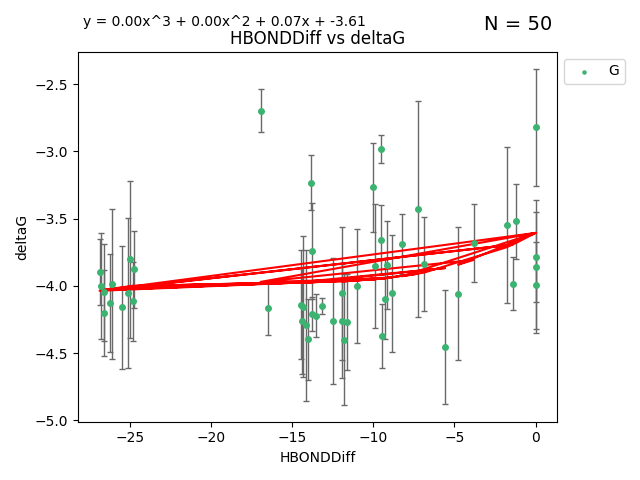 y = 0.00x^3 + 0.00x^2 + 0.07x + -3.61
N = 50
HBONDDiff vs deltaG
G
−2.5
−3.0
−3.5
−4.0
−4.5
−5.0
deltaG
−25 −20 −15 −10 −5 0
HBONDDiff